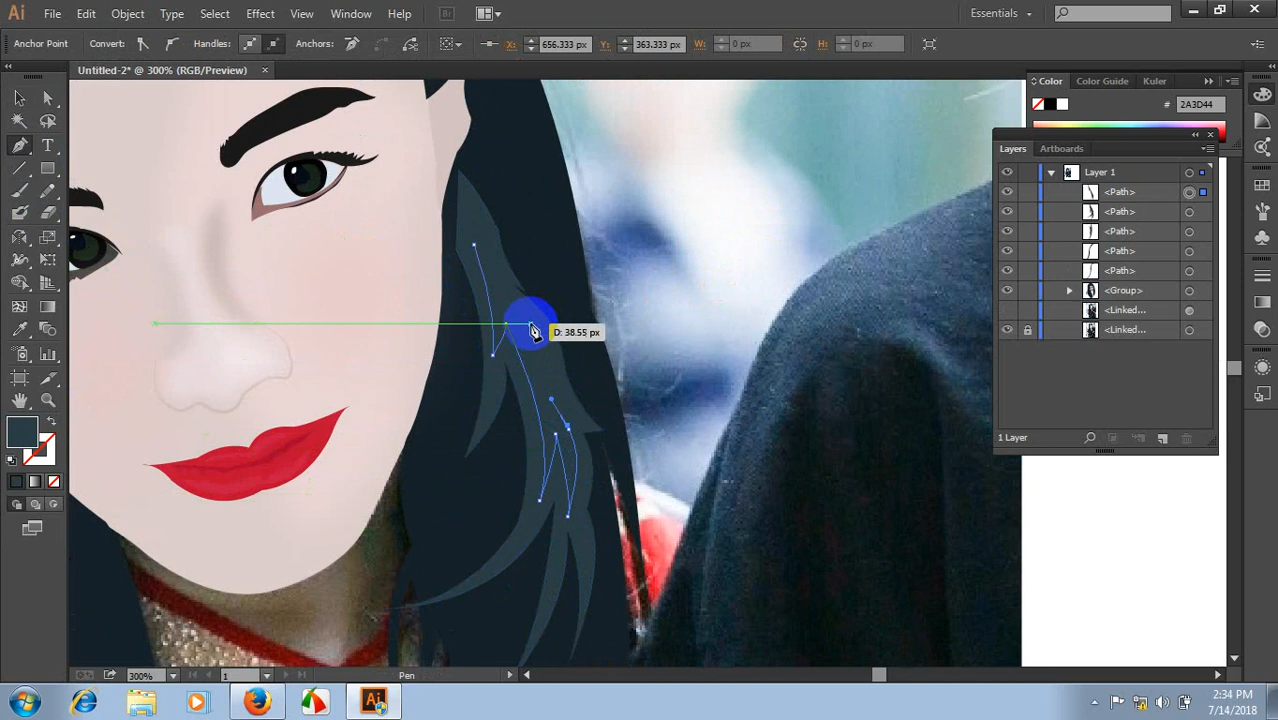 Ai File Edit Object Type Select Effect View Window Help Br Essentials
Anchor Point Convert: Handles: Anchors: X: 656.333 px Y: 363.333 px W: 0 px H: 0 px
Untitled-2* @ 300% (RGB/Preview)
Color Color Guide Kuler
# 2A3D44
Layers Artboards
Layer 1
<Path>
<Path>
<Path>
<Path>
<Path>
<Group>
<Linked...
<Linked...
D: 38.55 px
1 Layer
300% 1 Pen
2:34 PM
7/14/2018